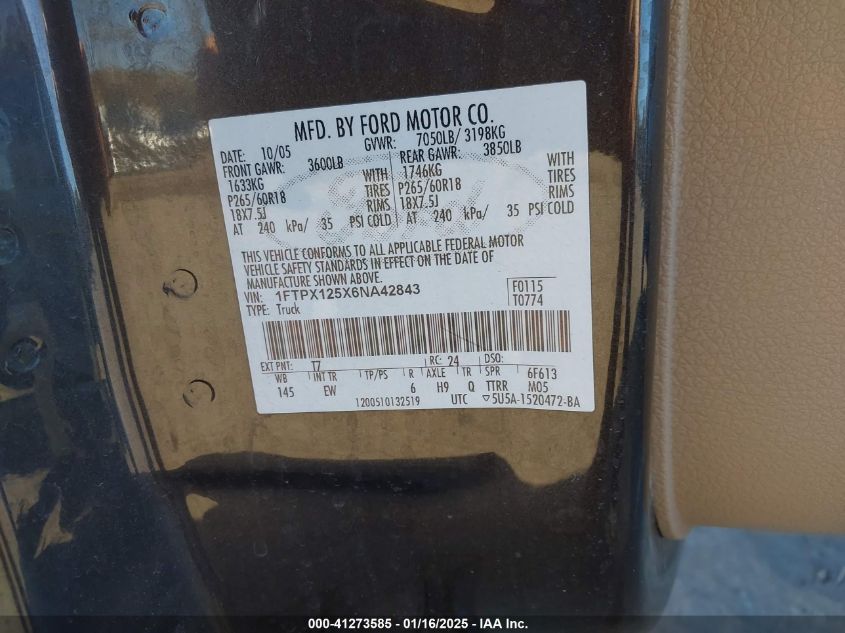 MFD. BY FORD MOTOR CO.
DATE: 10/05 GVWR: 7050LB/ 3198KG
FRONT GAWR: 3600LB REAR GAWR: 3850LB
1633KG WITH 1746KG WITH
P265/60R18 TIRES P265/60R18 TIRES
18X7.5J RIMS 18X7.5J RIMS
AT 240 kPa/ 35 PSI COLD AT 240 kPa/ 35 PSI COLD
Ford
THIS VEHICLE CONFORMS TO ALL APPLICABLE FEDERAL MOTOR
VEHICLE SAFETY STANDARDS IN EFFECT ON THE DATE OF
MANUFACTURE SHOWN ABOVE.
VIN: 1FTPX125X6NA42843 F0115
TYPE: Truck T0774
EXT PNT: T7 RC: 24 DSO:
WB INT TR TP/PS R AXLE TR SPR 6F613
145 EW 6 H9 Q TTRR M05
1200510132519 UTC ▽5U5A-1520472-BA
000-41273585 - 01/16/2025 - IAA Inc.